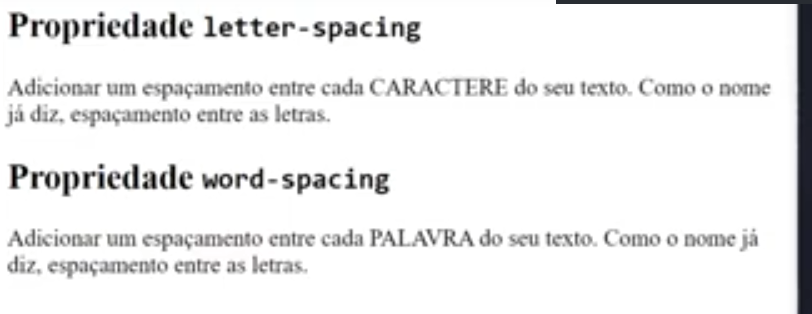 Propriedade letter-spacing
Adicionar um espaçamento entre cada CARACTERE do seu texto. Como o nome
já diz, espaçamento entre as letras.
Propriedade word-spacing
Adicionar um espaçamento entre cada PALAVRA do seu texto. Como o nome já
diz, espaçamento entre as letras.